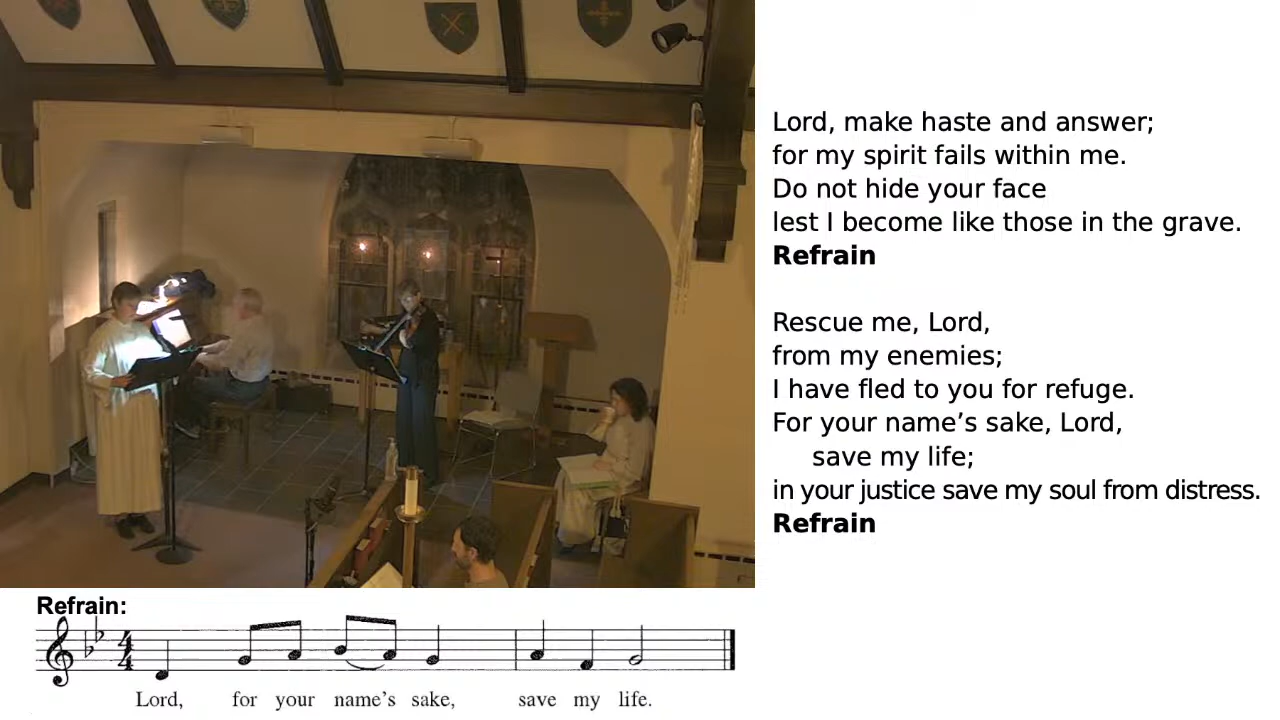 Lord, make haste and answer;
for my spirit fails within me.
Do not hide your face
lest I become like those in the grave.
Refrain
Rescue me, Lord,
from my enemies;
I have fled to you for refuge.
For your name’s sake, Lord,
save my life;
in your justice save my soul from distress.
Refrain
Refrain:
4
4
Lord, for your name’s sake, save my life.